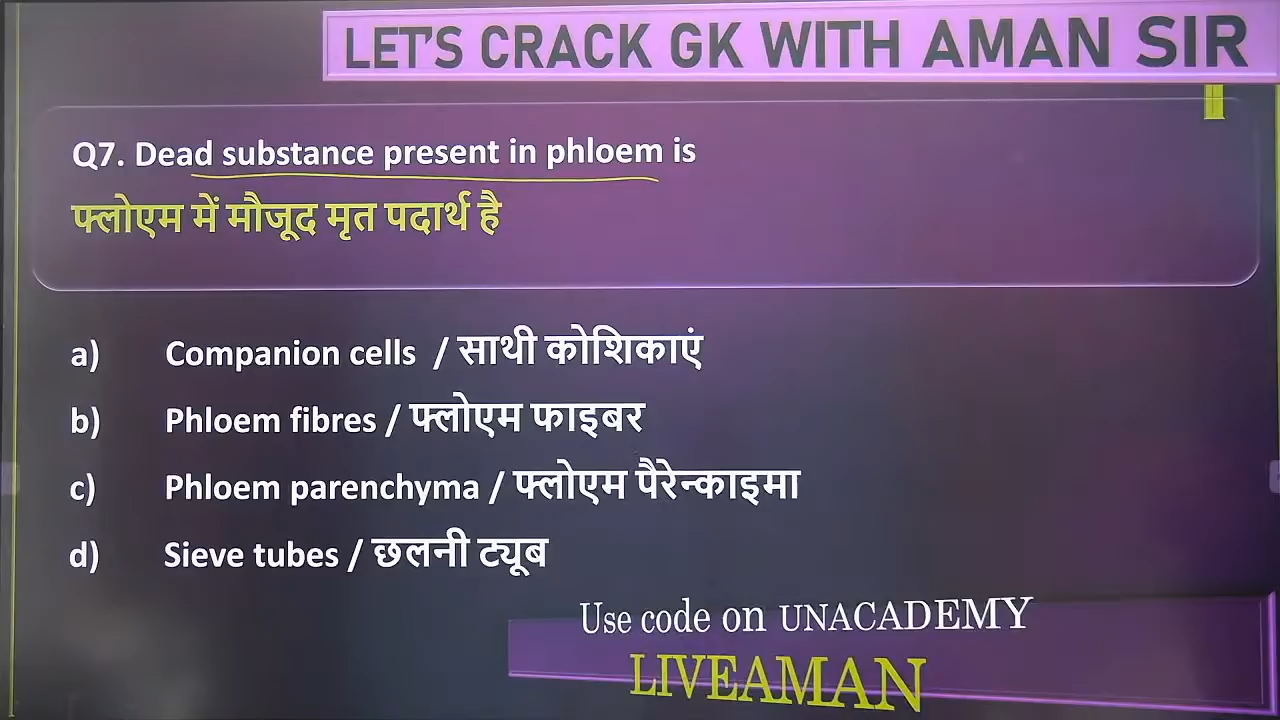 LET'S CRACK GK WITH AMAN SIR
Q7. Dead substance present in phloem is
फ्लोएम में मौजूद मृत पदार्थ है
a) Companion cells / साथी कोशिकाएं
b) Phloem fibres / फ्लोएम फाइबर
c) Phloem parenchyma / फ्लोएम पैरेन्काइमा
d) Sieve tubes / छलनी ट्यूब
Use code on UNACADEMY
LIVEAMAN